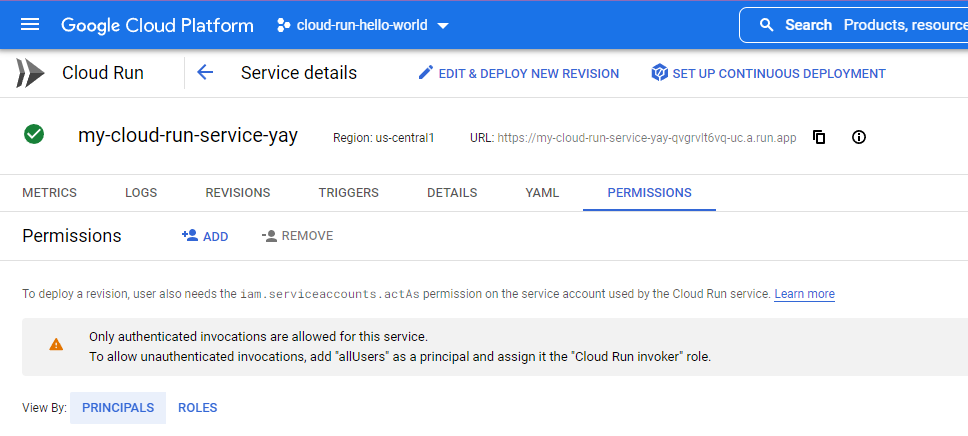 Google Cloud Platform cloud-run-hello-world Search Products, resource
Cloud Run Service details EDIT & DEPLOY NEW REVISION SET UP CONTINUOUS DEPLOYMENT
my-cloud-run-service-yay Region: us-central1 URL: https://my-cloud-run-service-yay-qvgrvlt6vq-uc.a.run.app
METRICS LOGS REVISIONS TRIGGERS DETAILS YAML PERMISSIONS
Permissions ADD REMOVE
To deploy a revision, user also needs the iam.serviceaccounts.actAs permission on the service account used by the Cloud Run service. Learn more
Only authenticated invocations are allowed for this service.
To allow unauthenticated invocations, add "allUsers" as a principal and assign it the "Cloud Run invoker" role.
View By: PRINCIPALS ROLES